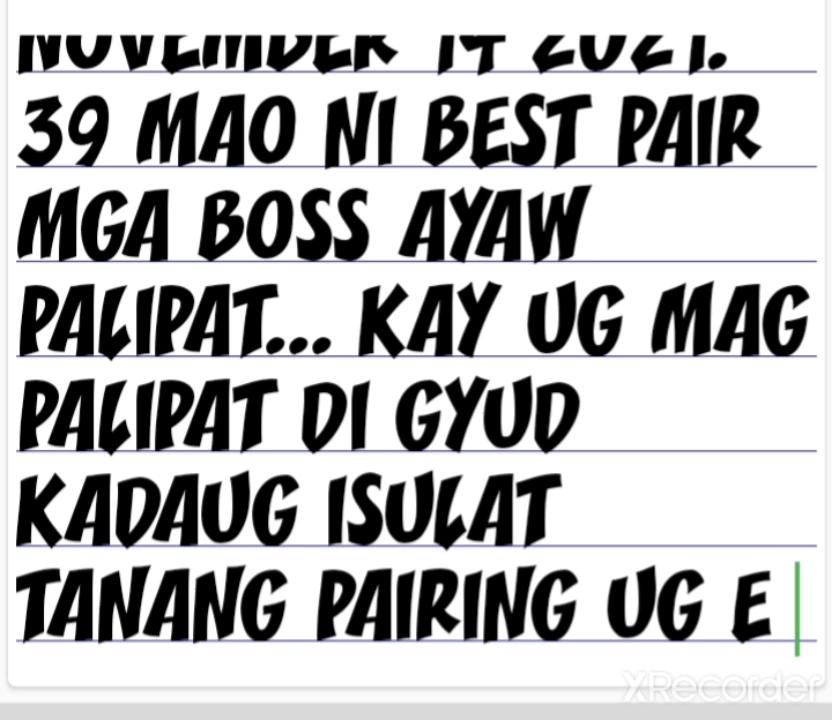 NOVEMBER 14 2021.
39 MAO NI BEST PAIR
MGA BOSS AYAW
PALIPAT... KAY UG MAG
PALIPAT DI GYUD
KADAUG ISULAT
TANANG PAIRING UG E
XRecorder